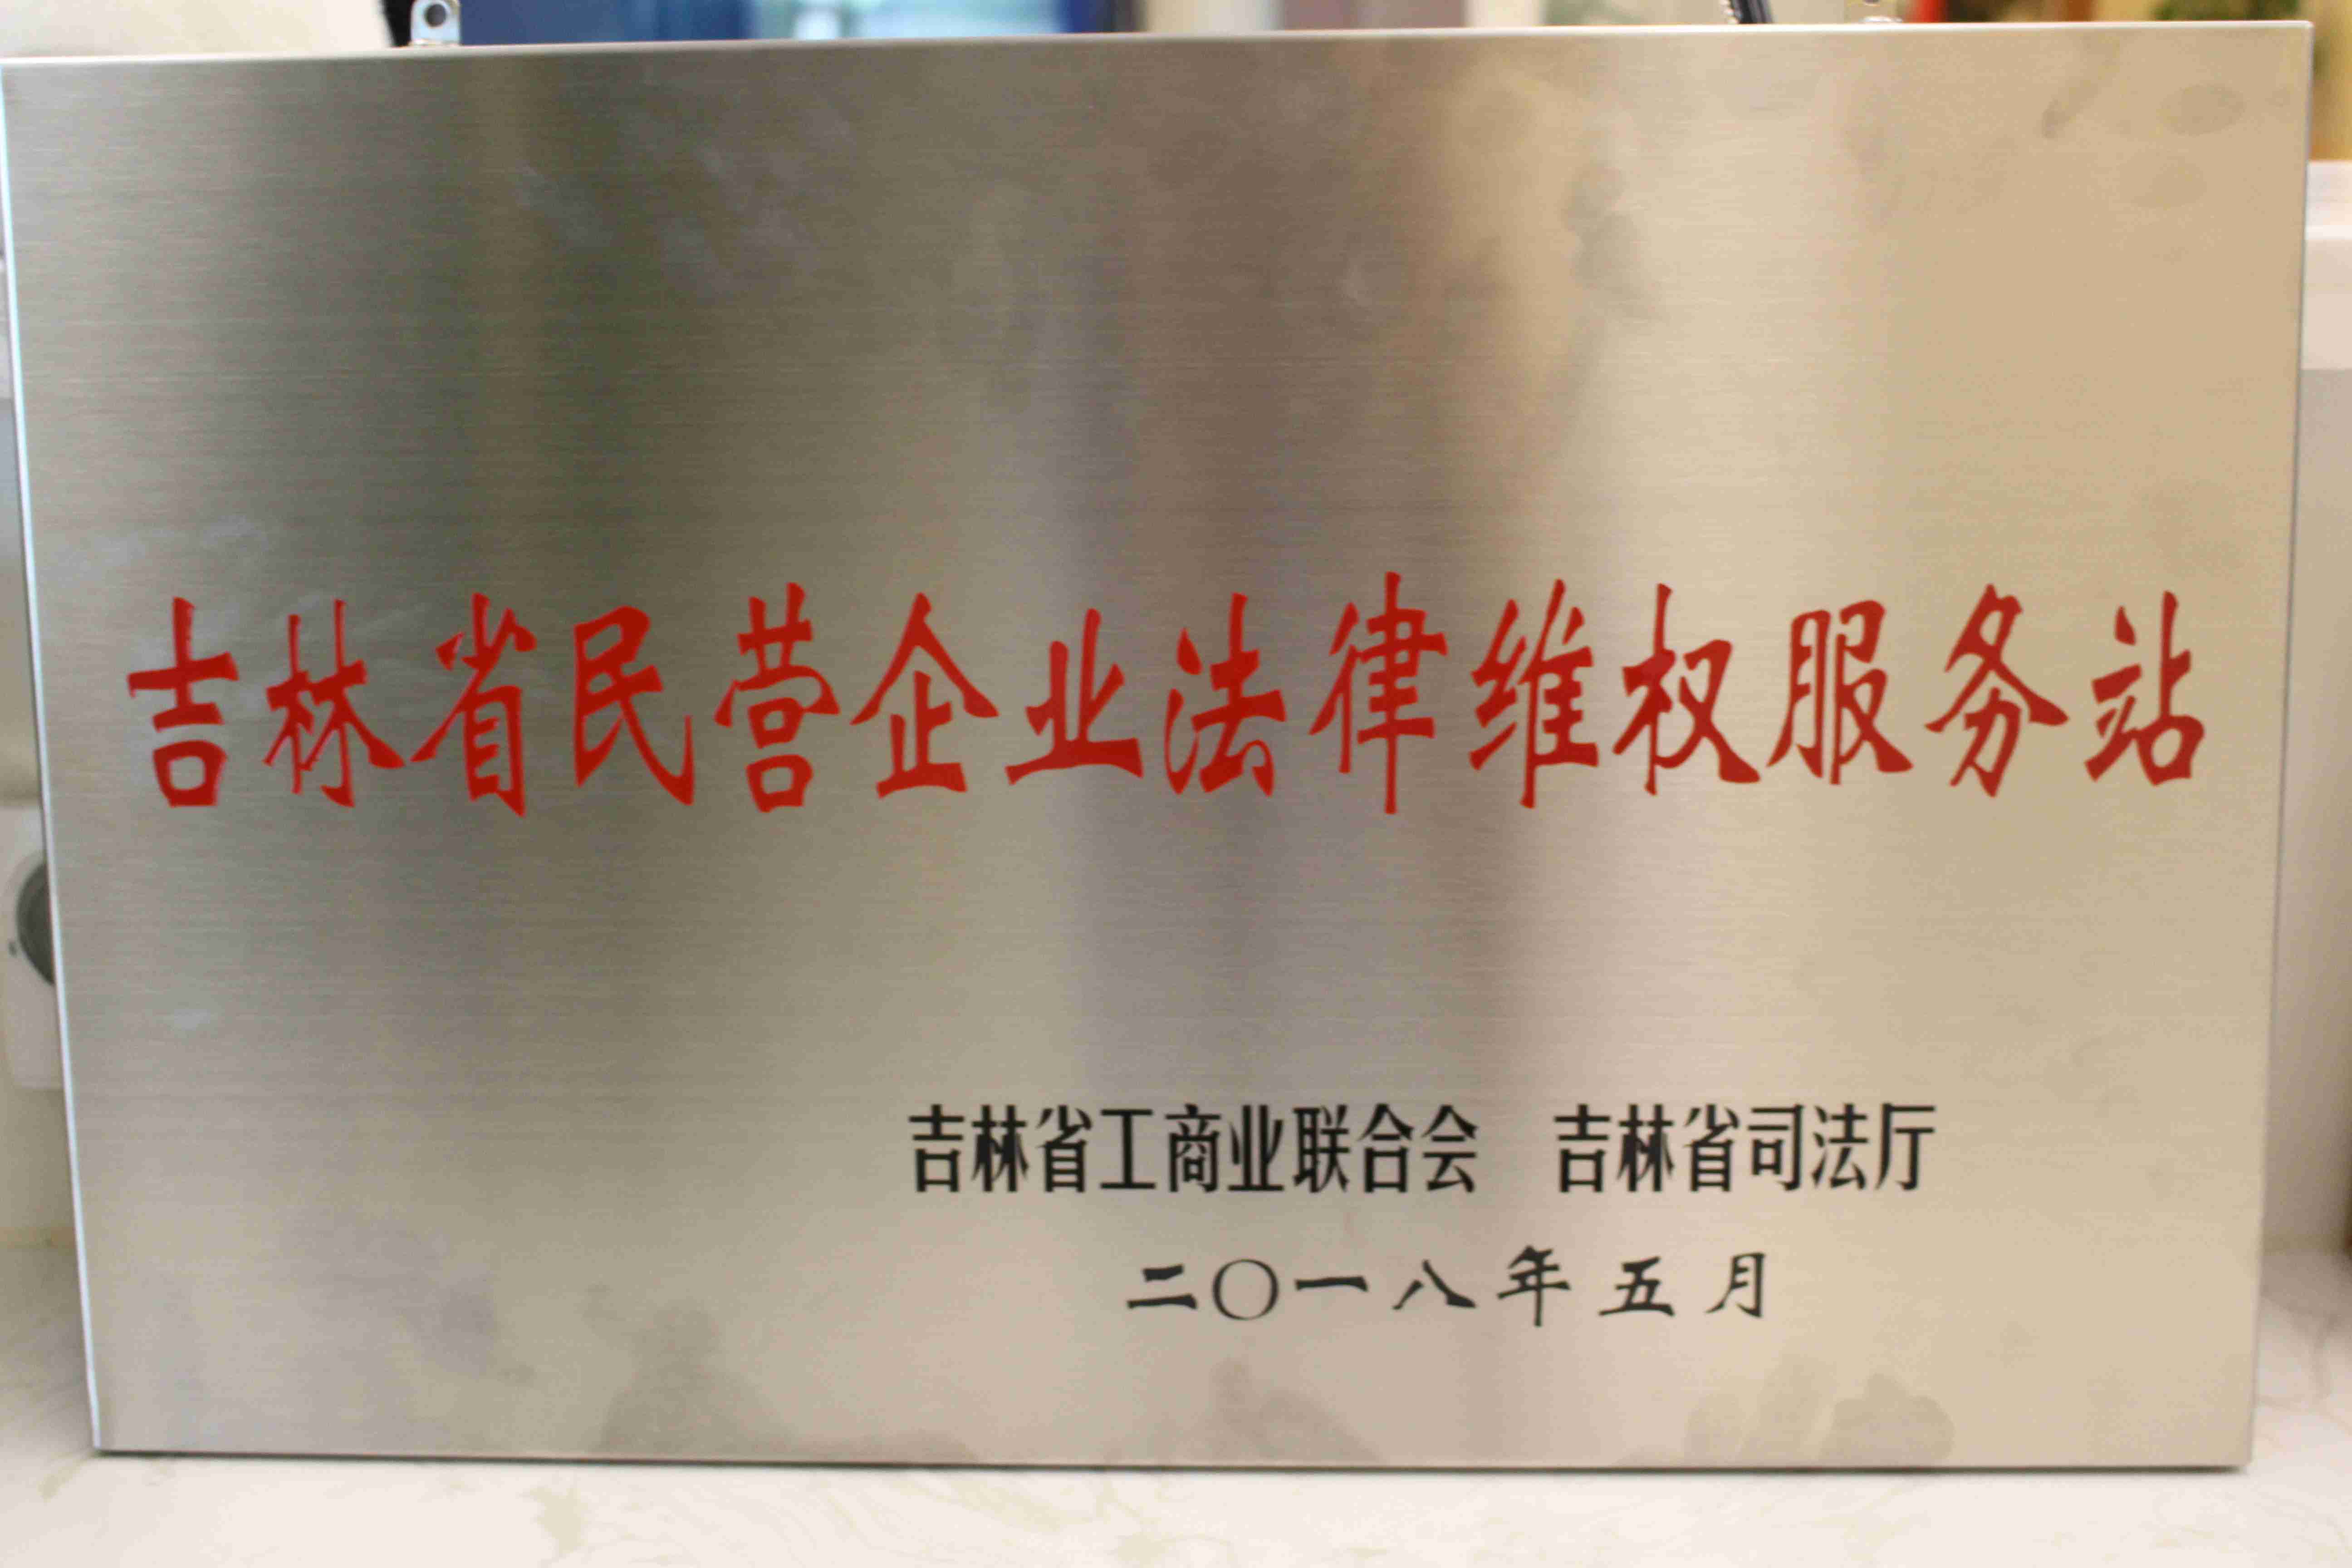 吉林省民营企业法律维权服务站
吉林省工商业联合会 吉林省司法厅
二〇一八年五月